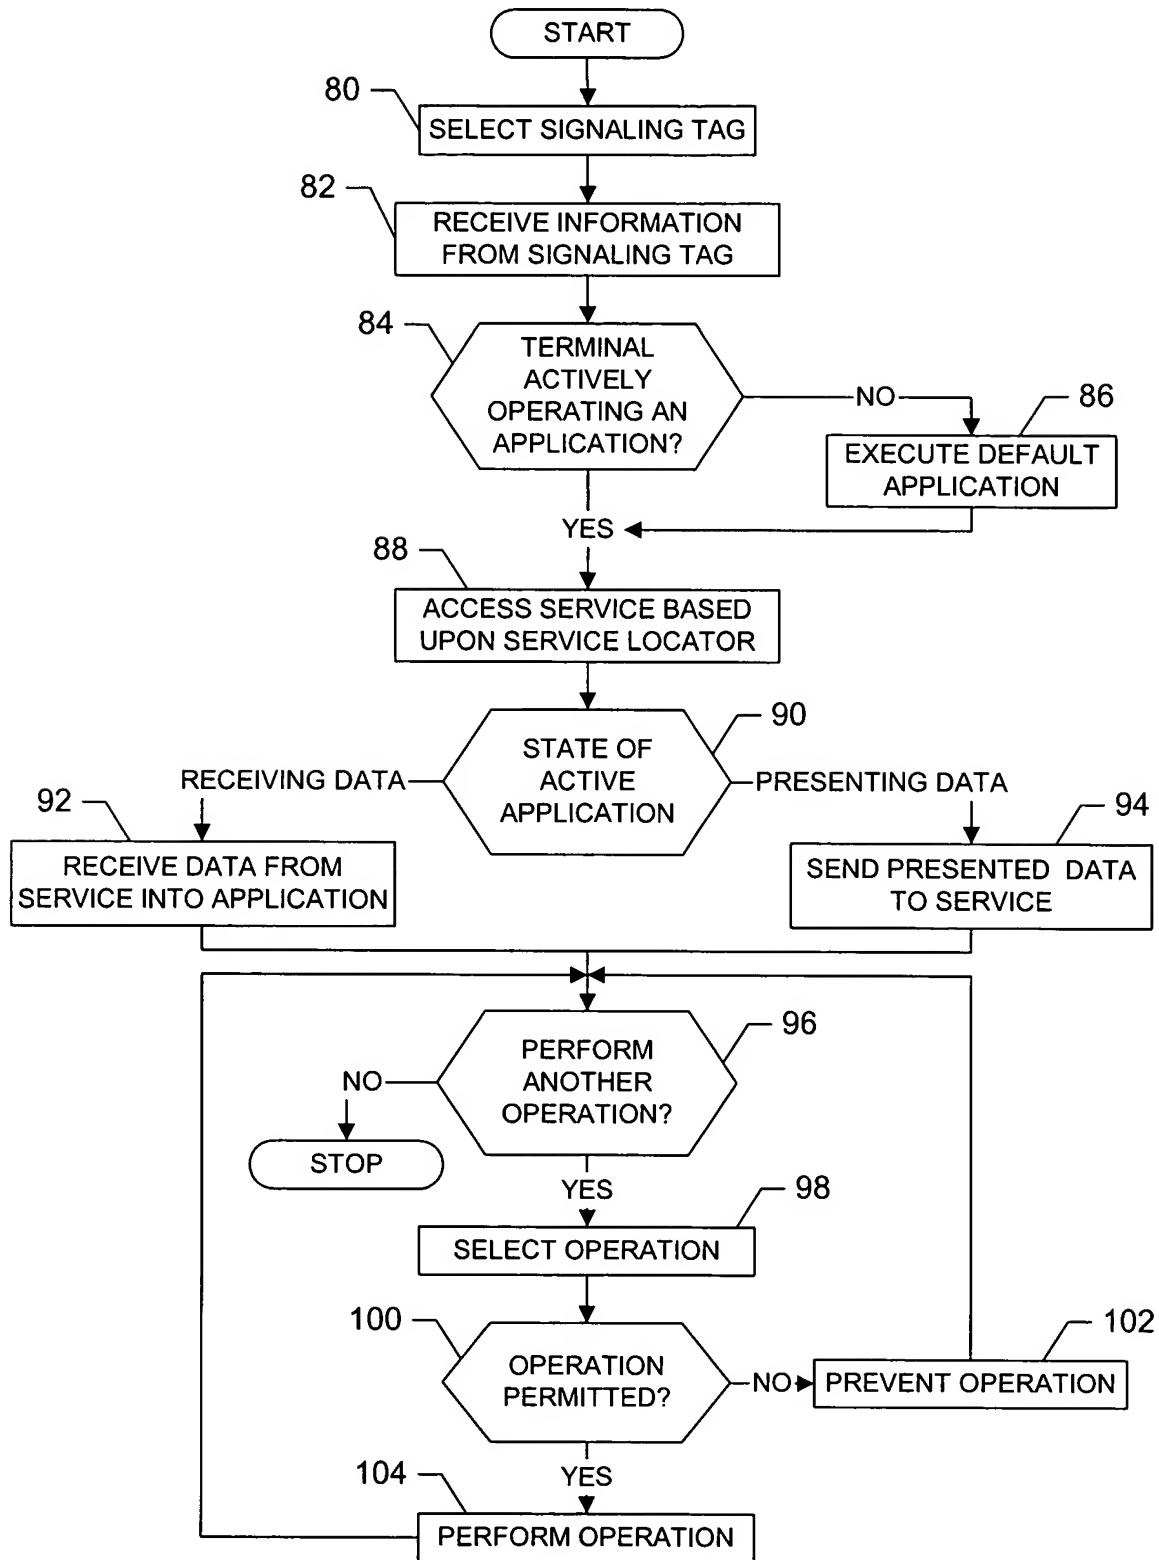 START
80
SELECT SIGNALING TAG
82
RECEIVE INFORMATION
FROM SIGNALING TAG
84
TERMINAL
ACTIVELY
OPERATING AN
APPLICATION?
NO
86
EXECUTE DEFAULT
APPLICATION
YES
88
ACCESS SERVICE BASED
UPON SERVICE LOCATOR
90
STATE OF
ACTIVE
APPLICATION
RECEIVING DATA
PRESENTING DATA
92
RECEIVE DATA FROM
SERVICE INTO APPLICATION
94
SEND PRESENTED DATA
TO SERVICE
96
PERFORM
ANOTHER
OPERATION?
NO
STOP
YES
98
SELECT OPERATION
100
OPERATION
PERMITTED?
NO
102
PREVENT OPERATION
YES
104
PERFORM OPERATION